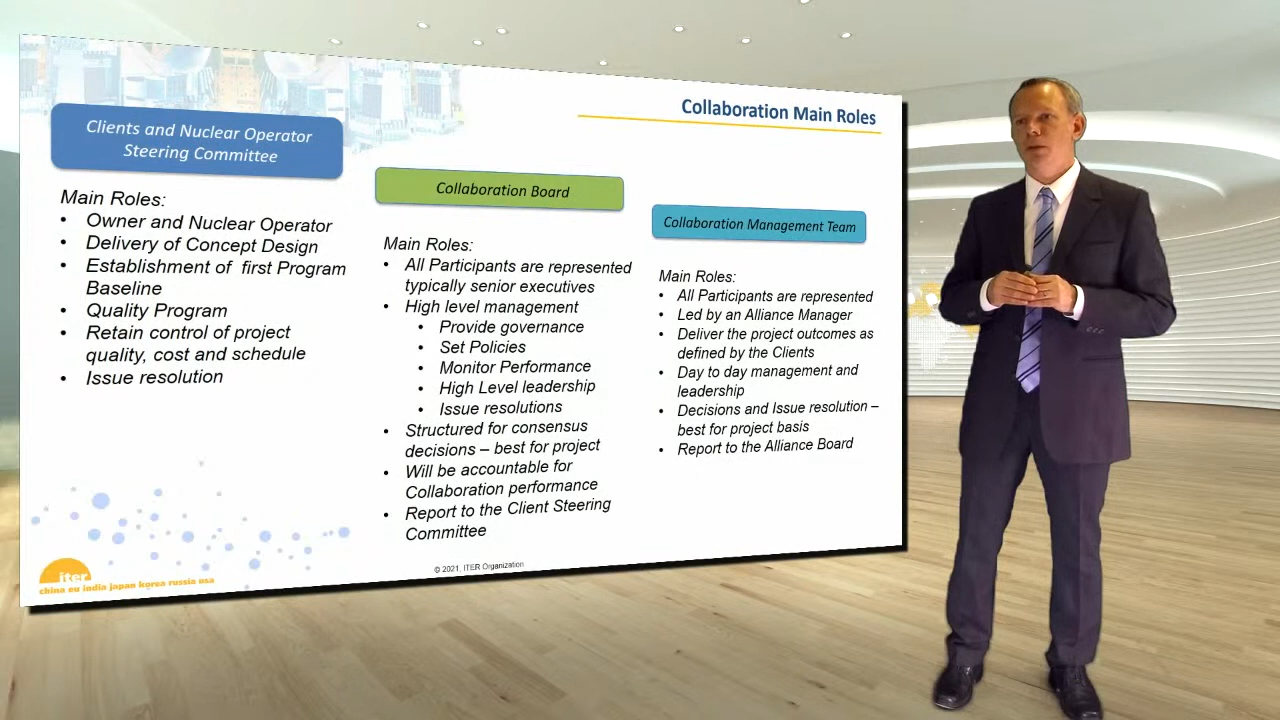 Collaboration Main Roles
Clients and Nuclear Operator
Steering Committee
Main Roles:
• Owner and Nuclear Operator
• Delivery of Concept Design
• Establishment of first Program
Baseline
• Quality Program
• Retain control of project
quality, cost and schedule
• Issue resolution
Collaboration Board
Main Roles:
• All Participants are represented
typically senior executives
• High level management
• Provide governance
• Set Policies
• Monitor Performance
• High Level leadership
• Issue resolutions
• Structured for consensus
decisions – best for project
• Will be accountable for
Collaboration performance
• Report to the Client Steering
Committee
Collaboration Management Team
Main Roles:
• All Participants are represented
• Led by an Alliance Manager
• Deliver the project outcomes as
defined by the Clients
• Day to day management and
leadership
• Decisions and Issue resolution –
best for project basis
• Report to the Alliance Board
iter
china eu india japan korea russia usa
© 2021, ITER Organization